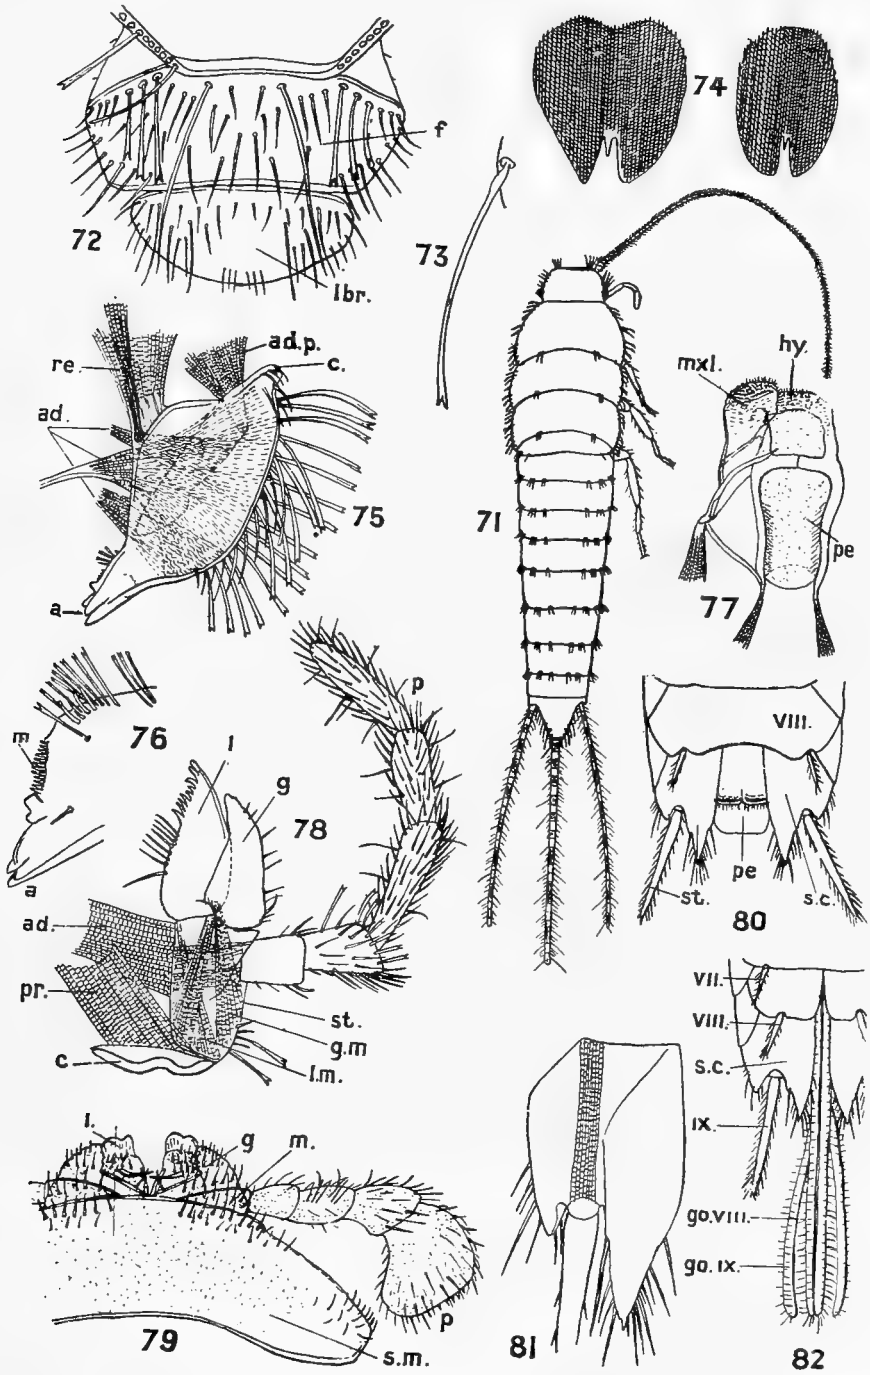 74
f
72
lbr.
73
re.
ad.p.
c.
ad.
75
a
mxl.
hy.
71
pe
77
76
m
a
p
l
g
78
ad.
pr.
c
st.
g.m
l.m.
VIII.
pe
st.
s.c.
80
VII.
VIII.
s.c.
IX.
go.VIII.
go.IX.
82
81
l.
g
m.
p
79
s.m.